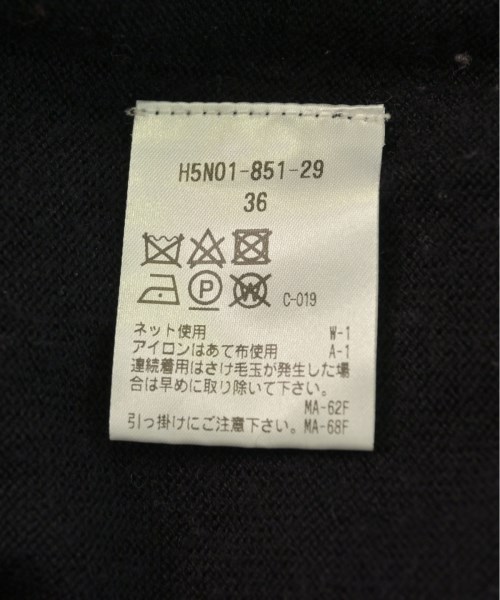 H5N01-851-29
36
P W C-019
ネット使用 W-1
アイロンはあて布使用 A-1
連続着用はさけ毛玉が発生した場
合は早めに取り除いて下さい。
MA-62F
引っ掛けにご注意下さい。MA-68F